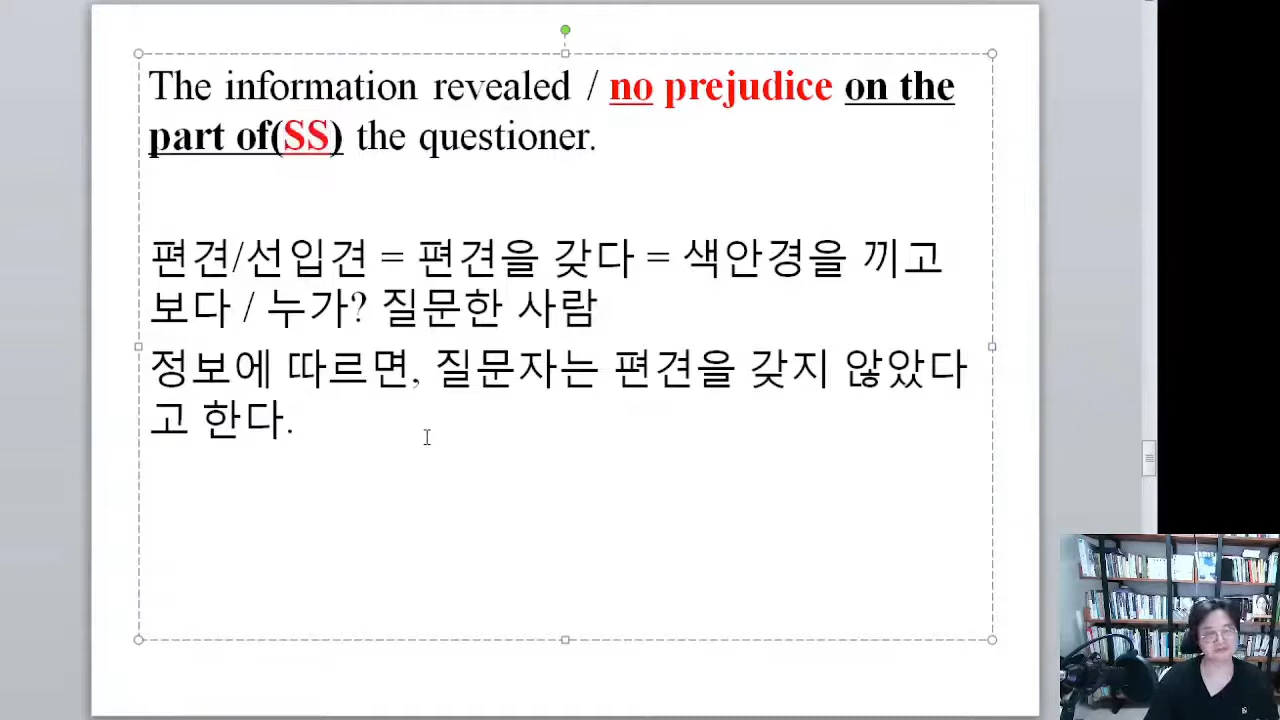 The information revealed / no prejudice on the
part of(SS) the questioner.
편견/선입견 = 편견을 갖다 = 색안경을 끼고
보다 / 누가? 질문한 사람
정보에 따르면, 질문자는 편견을 갖지 않았다
고 한다.